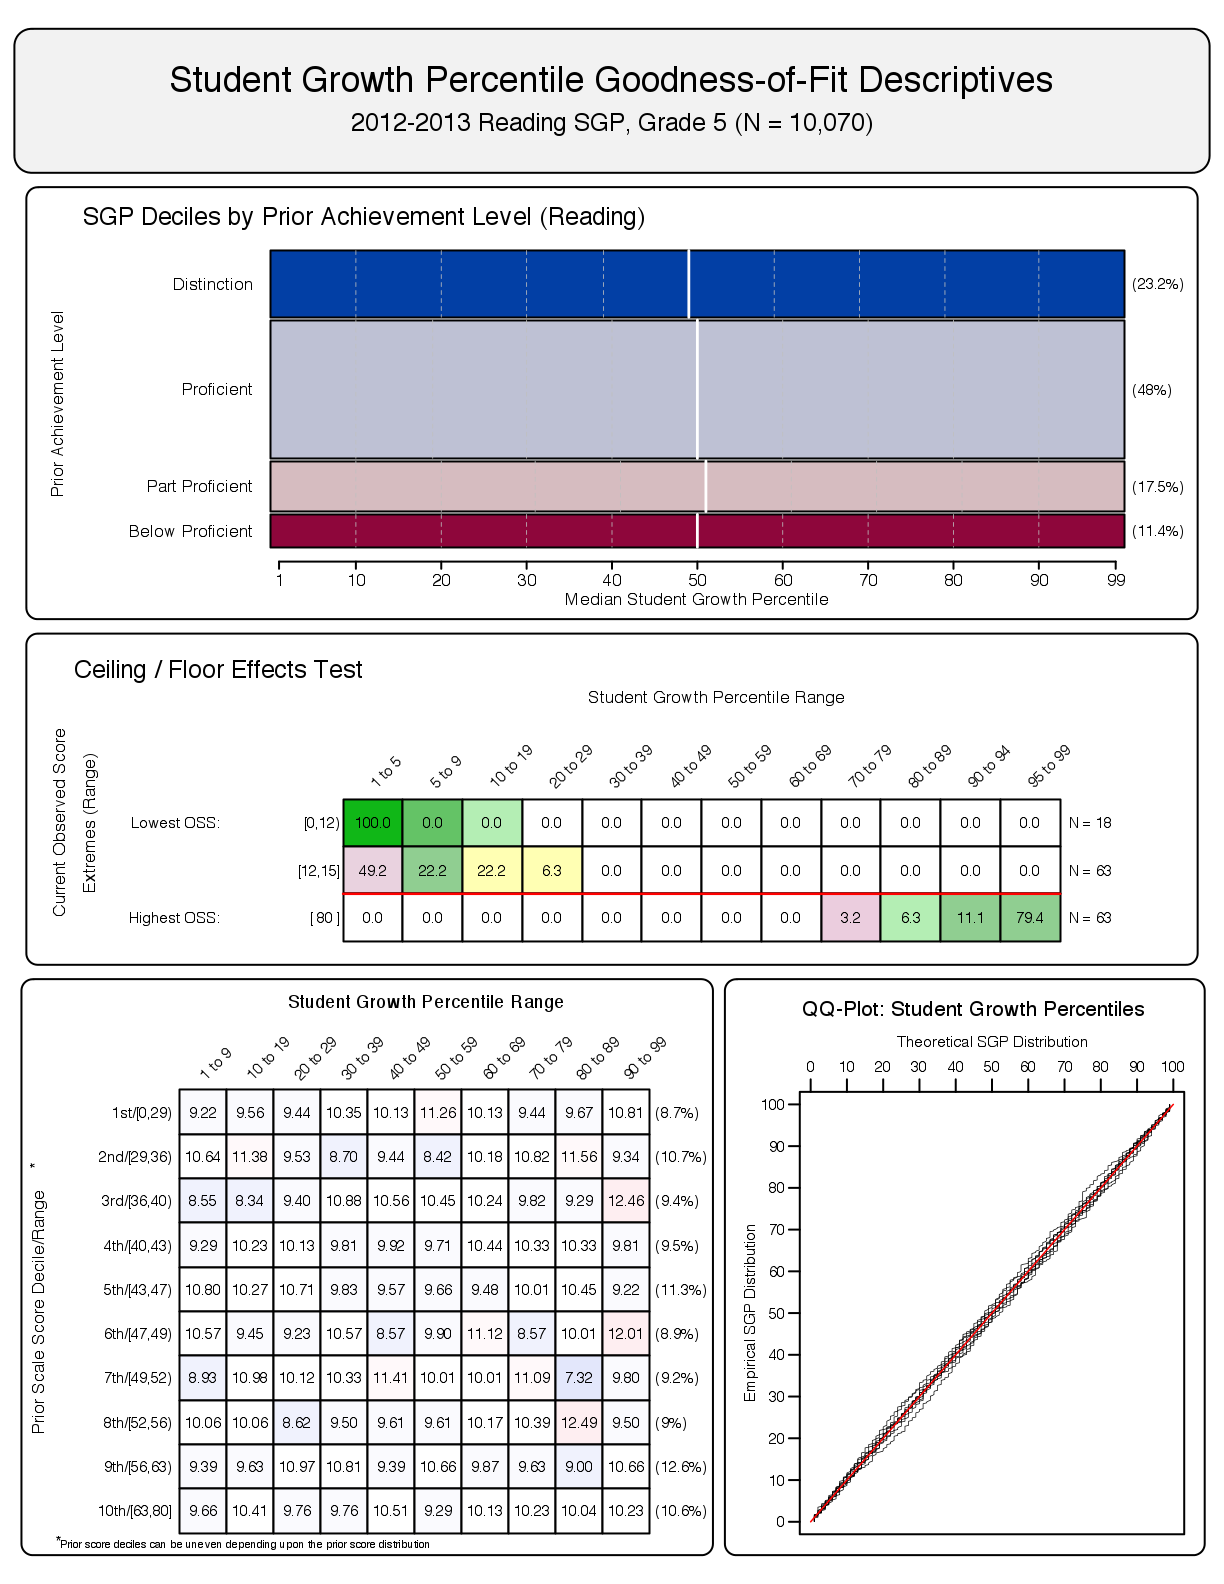 Student Growth Percentile Goodness-of-Fit Descriptives
2012-2013 Reading SGP, Grade 5 (N = 10,070)
SGP Deciles by Prior Achievement Level (Reading)
Prior Achievement Level
Distinction (23.2%)
Proficient (48%)
Part Proficient (17.5%)
Below Proficient (11.4%)
1 10 20 30 40 50 60 70 80 90 99
Median Student Growth Percentile
Ceiling / Floor Effects Test
Student Growth Percentile Range
Current Observed Score
Extremes (Range)
1 to 5 5 to 9 10 to 19 20 to 29 30 to 39 40 to 49 50 to 59 60 to 69 70 to 79 80 to 89 90 to 94 95 to 99
Lowest OSS: [0,12) 100.0 0.0 0.0 0.0 0.0 0.0 0.0 0.0 0.0 0.0 0.0 0.0 N = 18
[12,15] 49.2 22.2 22.2 6.3 0.0 0.0 0.0 0.0 0.0 0.0 0.0 0.0 N = 63
Highest OSS: [ 80 ] 0.0 0.0 0.0 0.0 0.0 0.0 0.0 0.0 3.2 6.3 11.1 79.4 N = 63
Student Growth Percentile Range
Prior Scale Score Decile/Range *
1 to 9 10 to 19 20 to 29 30 to 39 40 to 49 50 to 59 60 to 69 70 to 79 80 to 89 90 to 99
1st/[0,29) 9.22 9.56 9.44 10.35 10.13 11.26 10.13 9.44 9.67 10.81 (8.7%)
2nd/[29,36) 10.64 11.38 9.53 8.70 9.44 8.42 10.18 10.82 11.56 9.34 (10.7%)
3rd/[36,40) 8.55 8.34 9.40 10.88 10.56 10.45 10.24 9.82 9.29 12.46 (9.4%)
4th/[40,43) 9.29 10.23 10.13 9.81 9.92 9.71 10.44 10.33 10.33 9.81 (9.5%)
5th/[43,47) 10.80 10.27 10.71 9.83 9.57 9.66 9.48 10.01 10.45 9.22 (11.3%)
6th/[47,49) 10.57 9.45 9.23 10.57 8.57 9.90 11.12 8.57 10.01 12.01 (8.9%)
7th/[49,52) 8.93 10.98 10.12 10.33 11.41 10.01 10.01 11.09 7.32 9.80 (9.2%)
8th/[52,56) 10.06 10.06 8.62 9.50 9.61 9.61 10.17 10.39 12.49 9.50 (9%)
9th/[56,63) 9.39 9.63 10.97 10.81 9.39 10.66 9.87 9.63 9.00 10.66 (12.6%)
10th/[63,80] 9.66 10.41 9.76 9.76 10.51 9.29 10.13 10.23 10.04 10.23 (10.6%)
*Prior score deciles can be uneven depending upon the prior score distribution
QQ-Plot: Student Growth Percentiles
Theoretical SGP Distribution
0 10 20 30 40 50 60 70 80 90 100
Empirical SGP Distribution
100
90
80
70
60
50
40
30
20
10
0